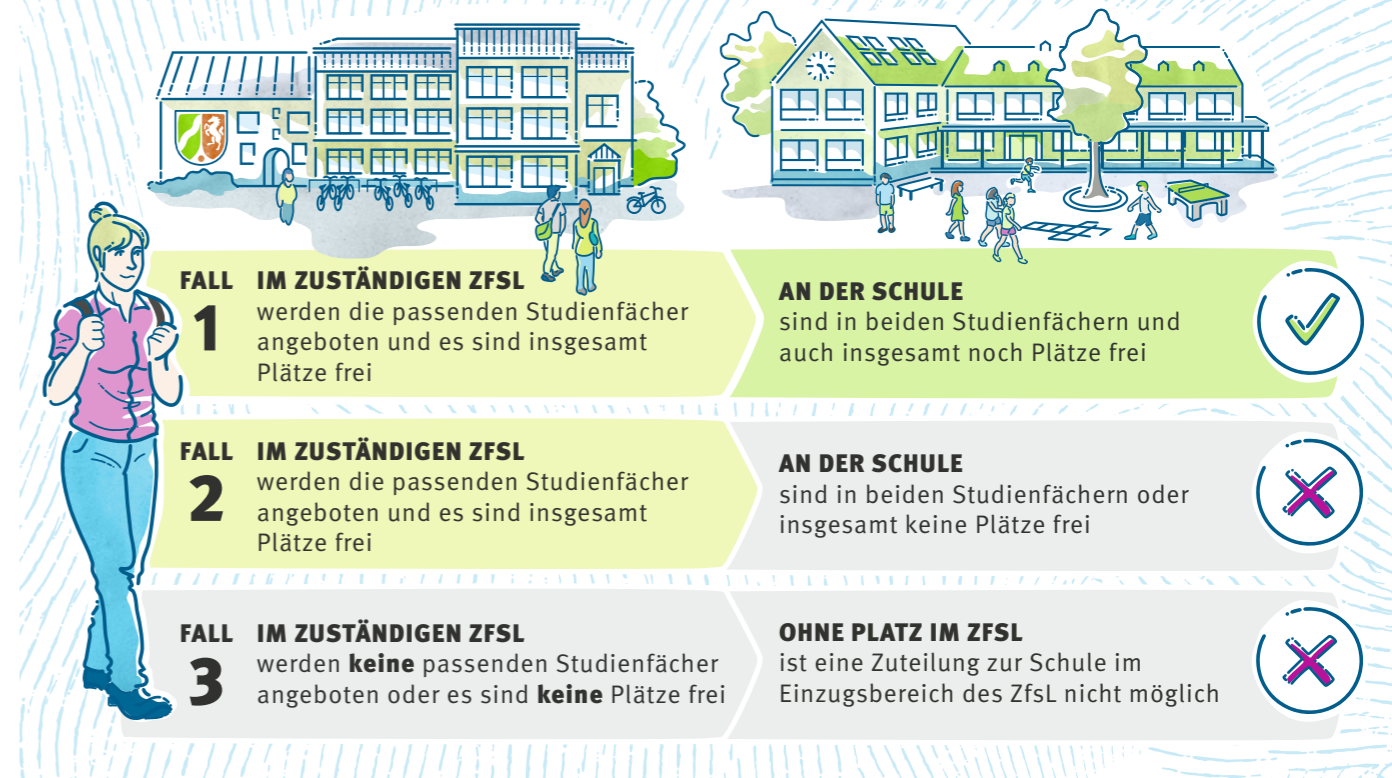 FALL
1
IM ZUSTÄNDIGEN ZFSL
werden die passenden Studienfächer
angeboten und es sind insgesamt
Plätze frei
AN DER SCHULE
sind in beiden Studienfächern und
auch insgesamt noch Plätze frei
FALL
2
IM ZUSTÄNDIGEN ZFSL
werden die passenden Studienfächer
angeboten und es sind insgesamt
Plätze frei
AN DER SCHULE
sind in beiden Studienfächern oder
insgesamt keine Plätze frei
FALL
3
IM ZUSTÄNDIGEN ZFSL
werden keine passenden Studienfächer
angeboten oder es sind keine Plätze frei
OHNE PLATZ IM ZFSL
ist eine Zuteilung zur Schule im
Einzugsbereich des ZfsL nicht möglich